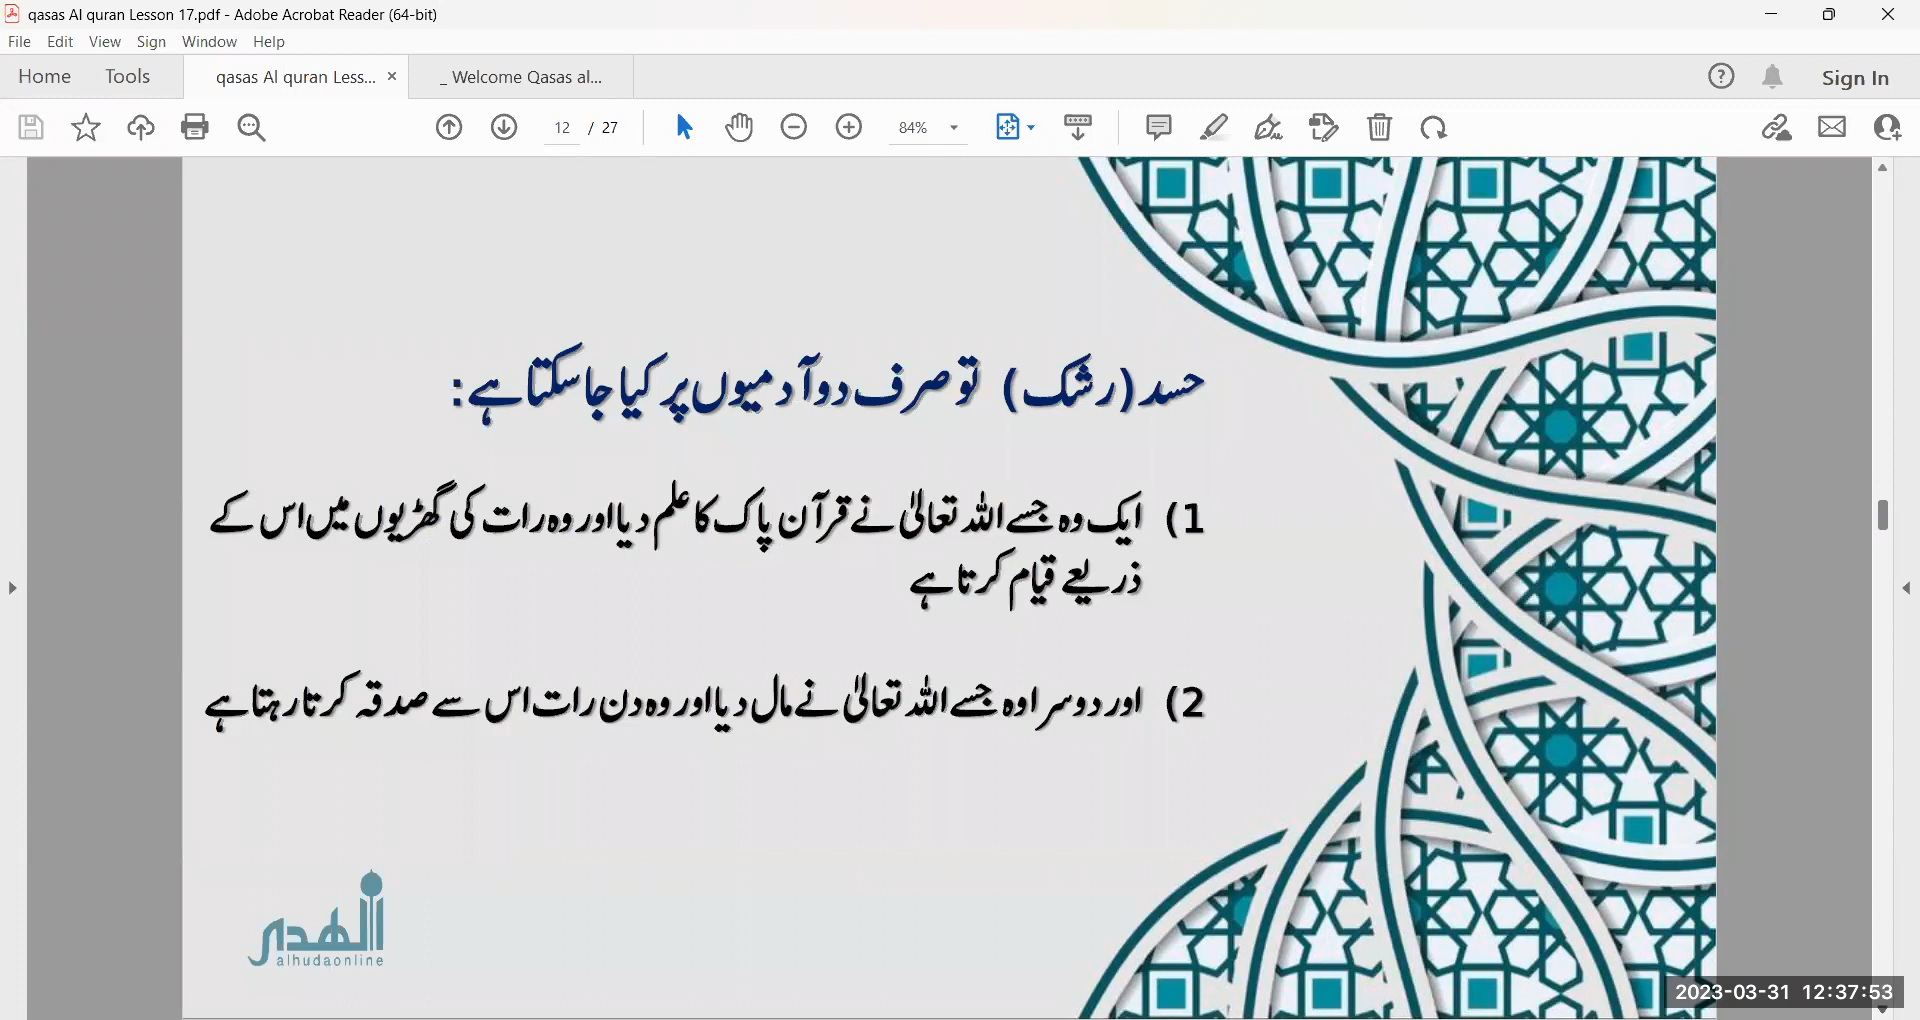 qasas Al quran Lesson 17.pdf - Adobe Acrobat Reader (64-bit)
File Edit View Sign Window Help
Home Tools qasas Al quran Less... × _ Welcome Qasas al... ? Sign In
12 / 27 84%
حسد (رشک) تو صرف دو آدمیوں پر کیا جا سکتا ہے:
1) ایک وہ جسے اللہ تعالیٰ نے قرآن پاک کا علم دیا اور وہ رات کی گھڑیوں میں اس کے
ذریعے قیام کرتا ہے
2) اور دوسرا وہ جسے اللہ تعالیٰ نے مال دیا اور وہ دن رات اس سے صدقہ کرتا رہتا ہے
الهدى
alhudaonline
2023-03-31 12:37:53